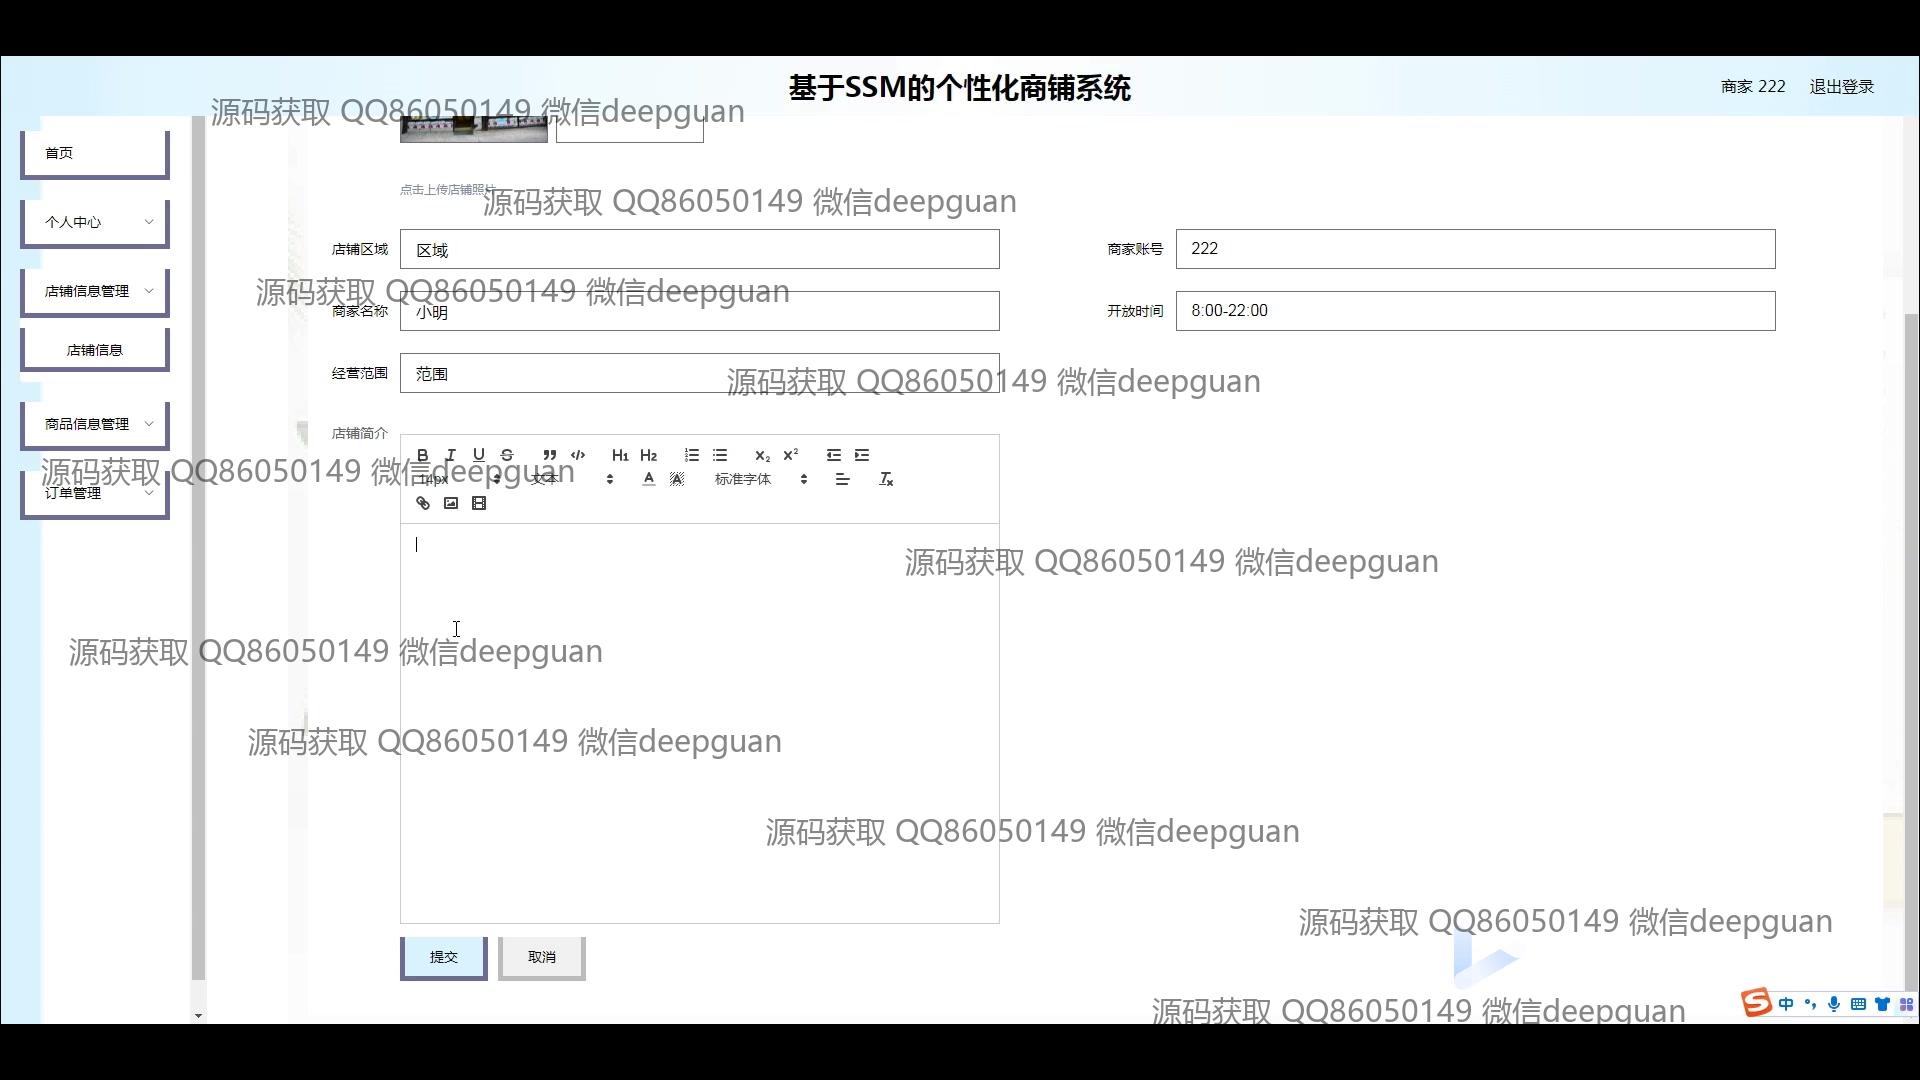 基于SSM的个性化商铺系统
商家 222
退出登录
源码获取 QQ86050149 微信deepguan
首页
个人中心
店铺信息管理
店铺信息
商品信息管理
订单管理
点击上传店铺照片
源码获取 QQ86050149 微信deepguan
店铺区域
区域
商家账号
222
源码获取 QQ86050149 微信deepguan
商家名称
小明
开放时间
8:00-22:00
经营范围
范围
源码获取 QQ86050149 微信deepguan
店铺简介
B I U S H1 H2 X₂ X²
源码获取 QQ86050149 微信deepguan
14px 文本 A A 标准字体 Tx
源码获取 QQ86050149 微信deepguan
源码获取 QQ86050149 微信deepguan
源码获取 QQ86050149 微信deepguan
源码获取 QQ86050149 微信deepguan
源码获取 QQ86050149 微信deepguan
提交
取消
源码获取 QQ86050149 微信deepguan
S 中